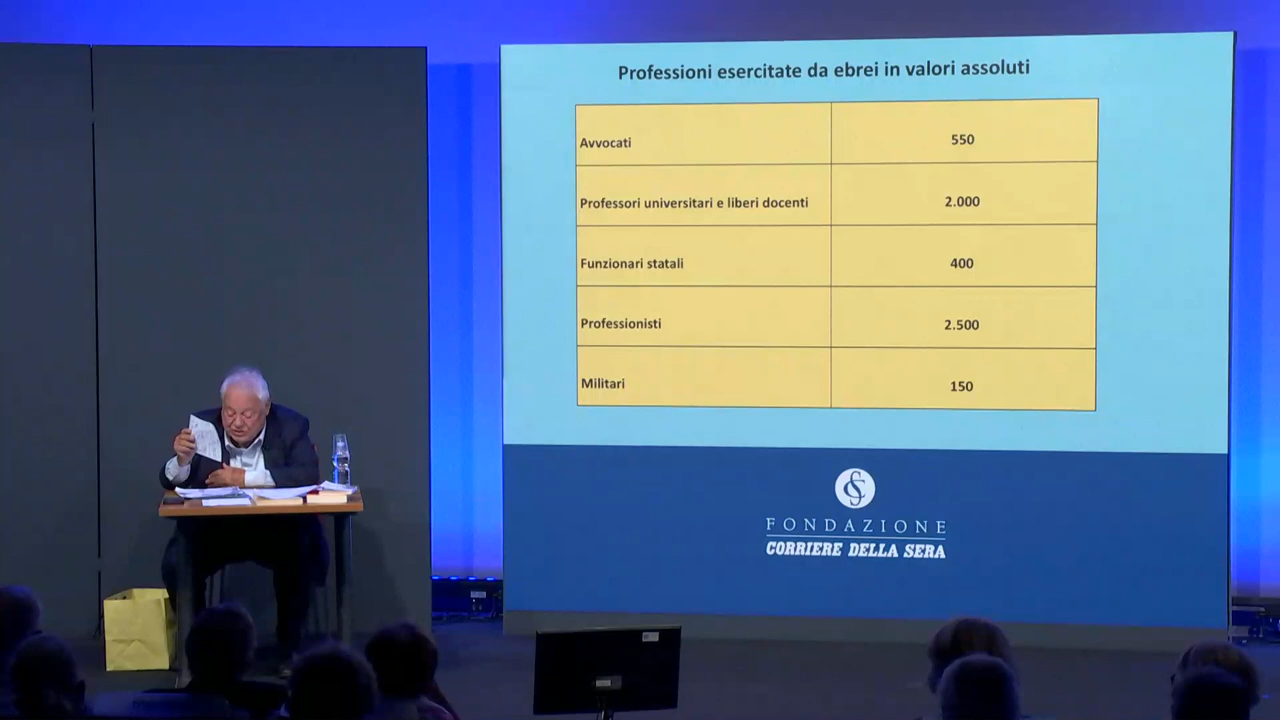 Professioni esercitate da ebrei in valori assoluti
Avvocati 550
Professori universitari e liberi docenti 2.000
Funzionari statali 400
Professionisti 2.500
Militari 150
FONDAZIONE
CORRIERE DELLA SERA